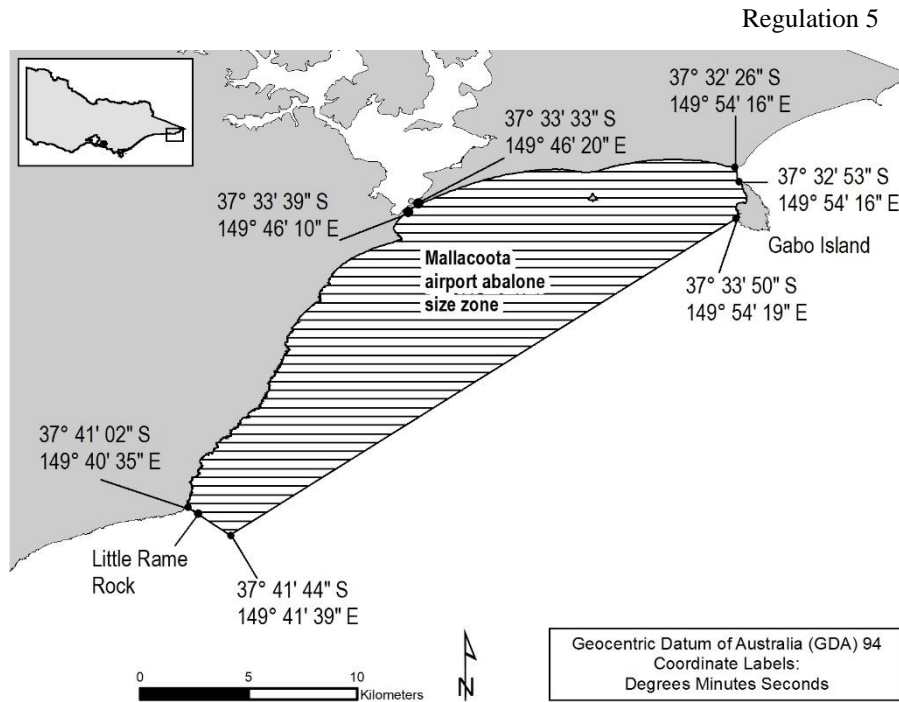 Regulation 5
37° 32' 26" S
149° 54' 16" E
37° 33' 33" S
149° 46' 20" E
37° 33' 39" S
149° 46' 10" E
37° 32' 53" S
149° 54' 16" E
Gabo Island
Mallacoota
airport abalone
size zone
37° 33' 50" S
149° 54' 19" E
37° 41' 02" S
149° 40' 35" E
Little Rame
Rock
37° 41' 44" S
149° 41' 39" E
0 5 10
Kilometers
N
Geocentric Datum of Australia (GDA) 94
Coordinate Labels:
Degrees Minutes Seconds